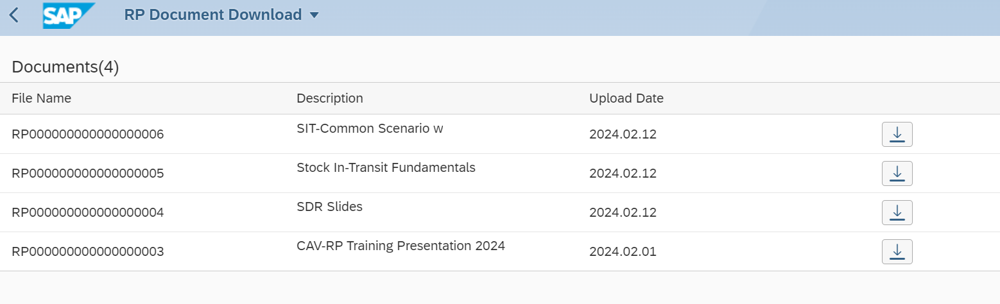 SAP RP Document Download
Documents(4)
File Name Description Upload Date
RP000000000000000006 SIT-Common Scenario w 2024.02.12
RP000000000000000005 Stock In-Transit Fundamentals 2024.02.12
RP000000000000000004 SDR Slides 2024.02.12
RP000000000000000003 CAV-RP Training Presentation 2024 2024.02.01